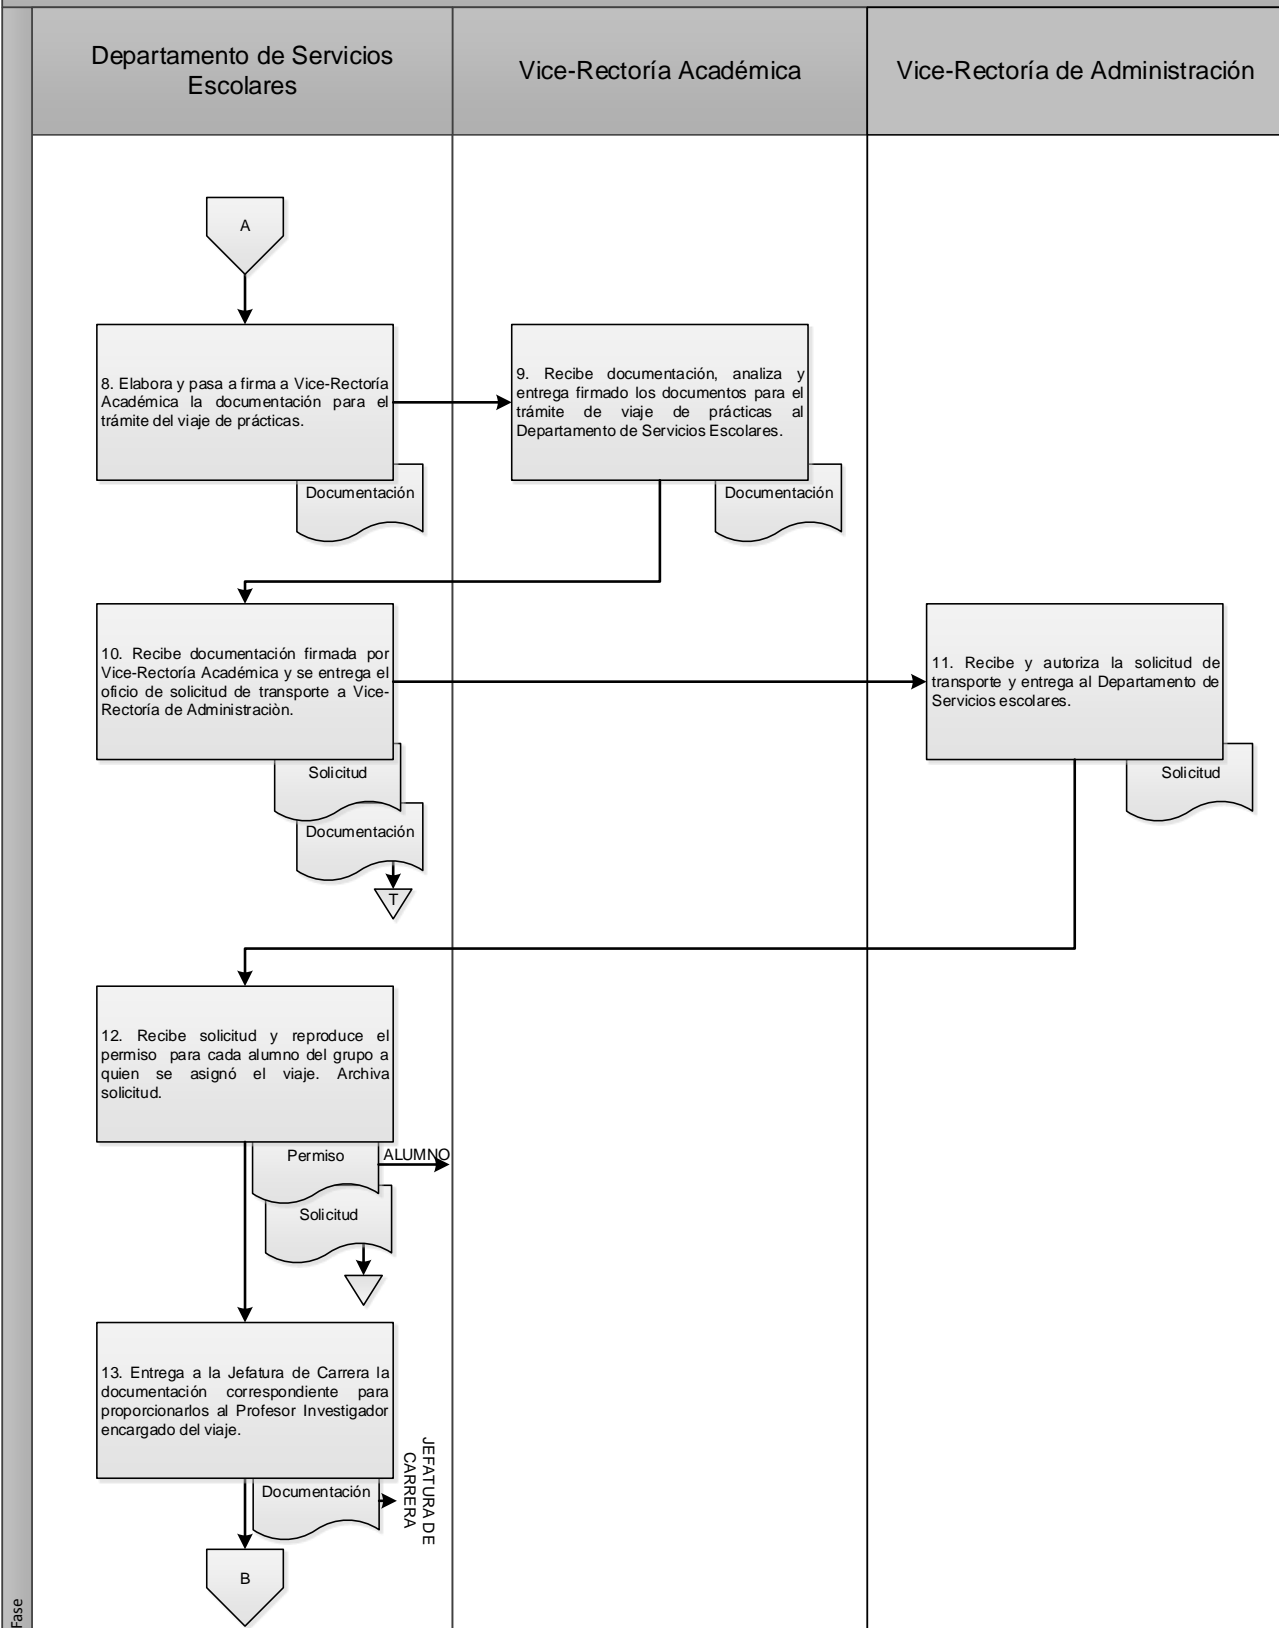 Departamento de Servicios
Escolares
Vice-Rectoría Académica
Vice-Rectoría de Administración
A
8. Elabora y pasa a firma a Vice-Rectoría
Académica la documentación para el
trámite del viaje de prácticas.
Documentación
9. Recibe documentación, analiza y
entrega firmado los documentos para el
trámite de viaje de prácticas al
Departamento de Servicios Escolares.
Documentación
10. Recibe documentación firmada por
Vice-Rectoría Académica y se entrega el
oficio de solicitud de transporte a Vice-
Rectoría de Administraciòn.
Solicitud
Documentación
T
11. Recibe y autoriza la solicitud de
transporte y entrega al Departamento de
Servicios escolares.
Solicitud
12. Recibe solicitud y reproduce el
permiso para cada alumno del grupo a
quien se asignó el viaje. Archiva
solicitud.
Permiso
ALUMNO
Solicitud
13. Entrega a la Jefatura de Carrera la
documentación correspondiente para
proporcionarlos al Profesor Investigador
encargado del viaje.
Documentación
JEFATURA DE
CARRERA
B
Fase